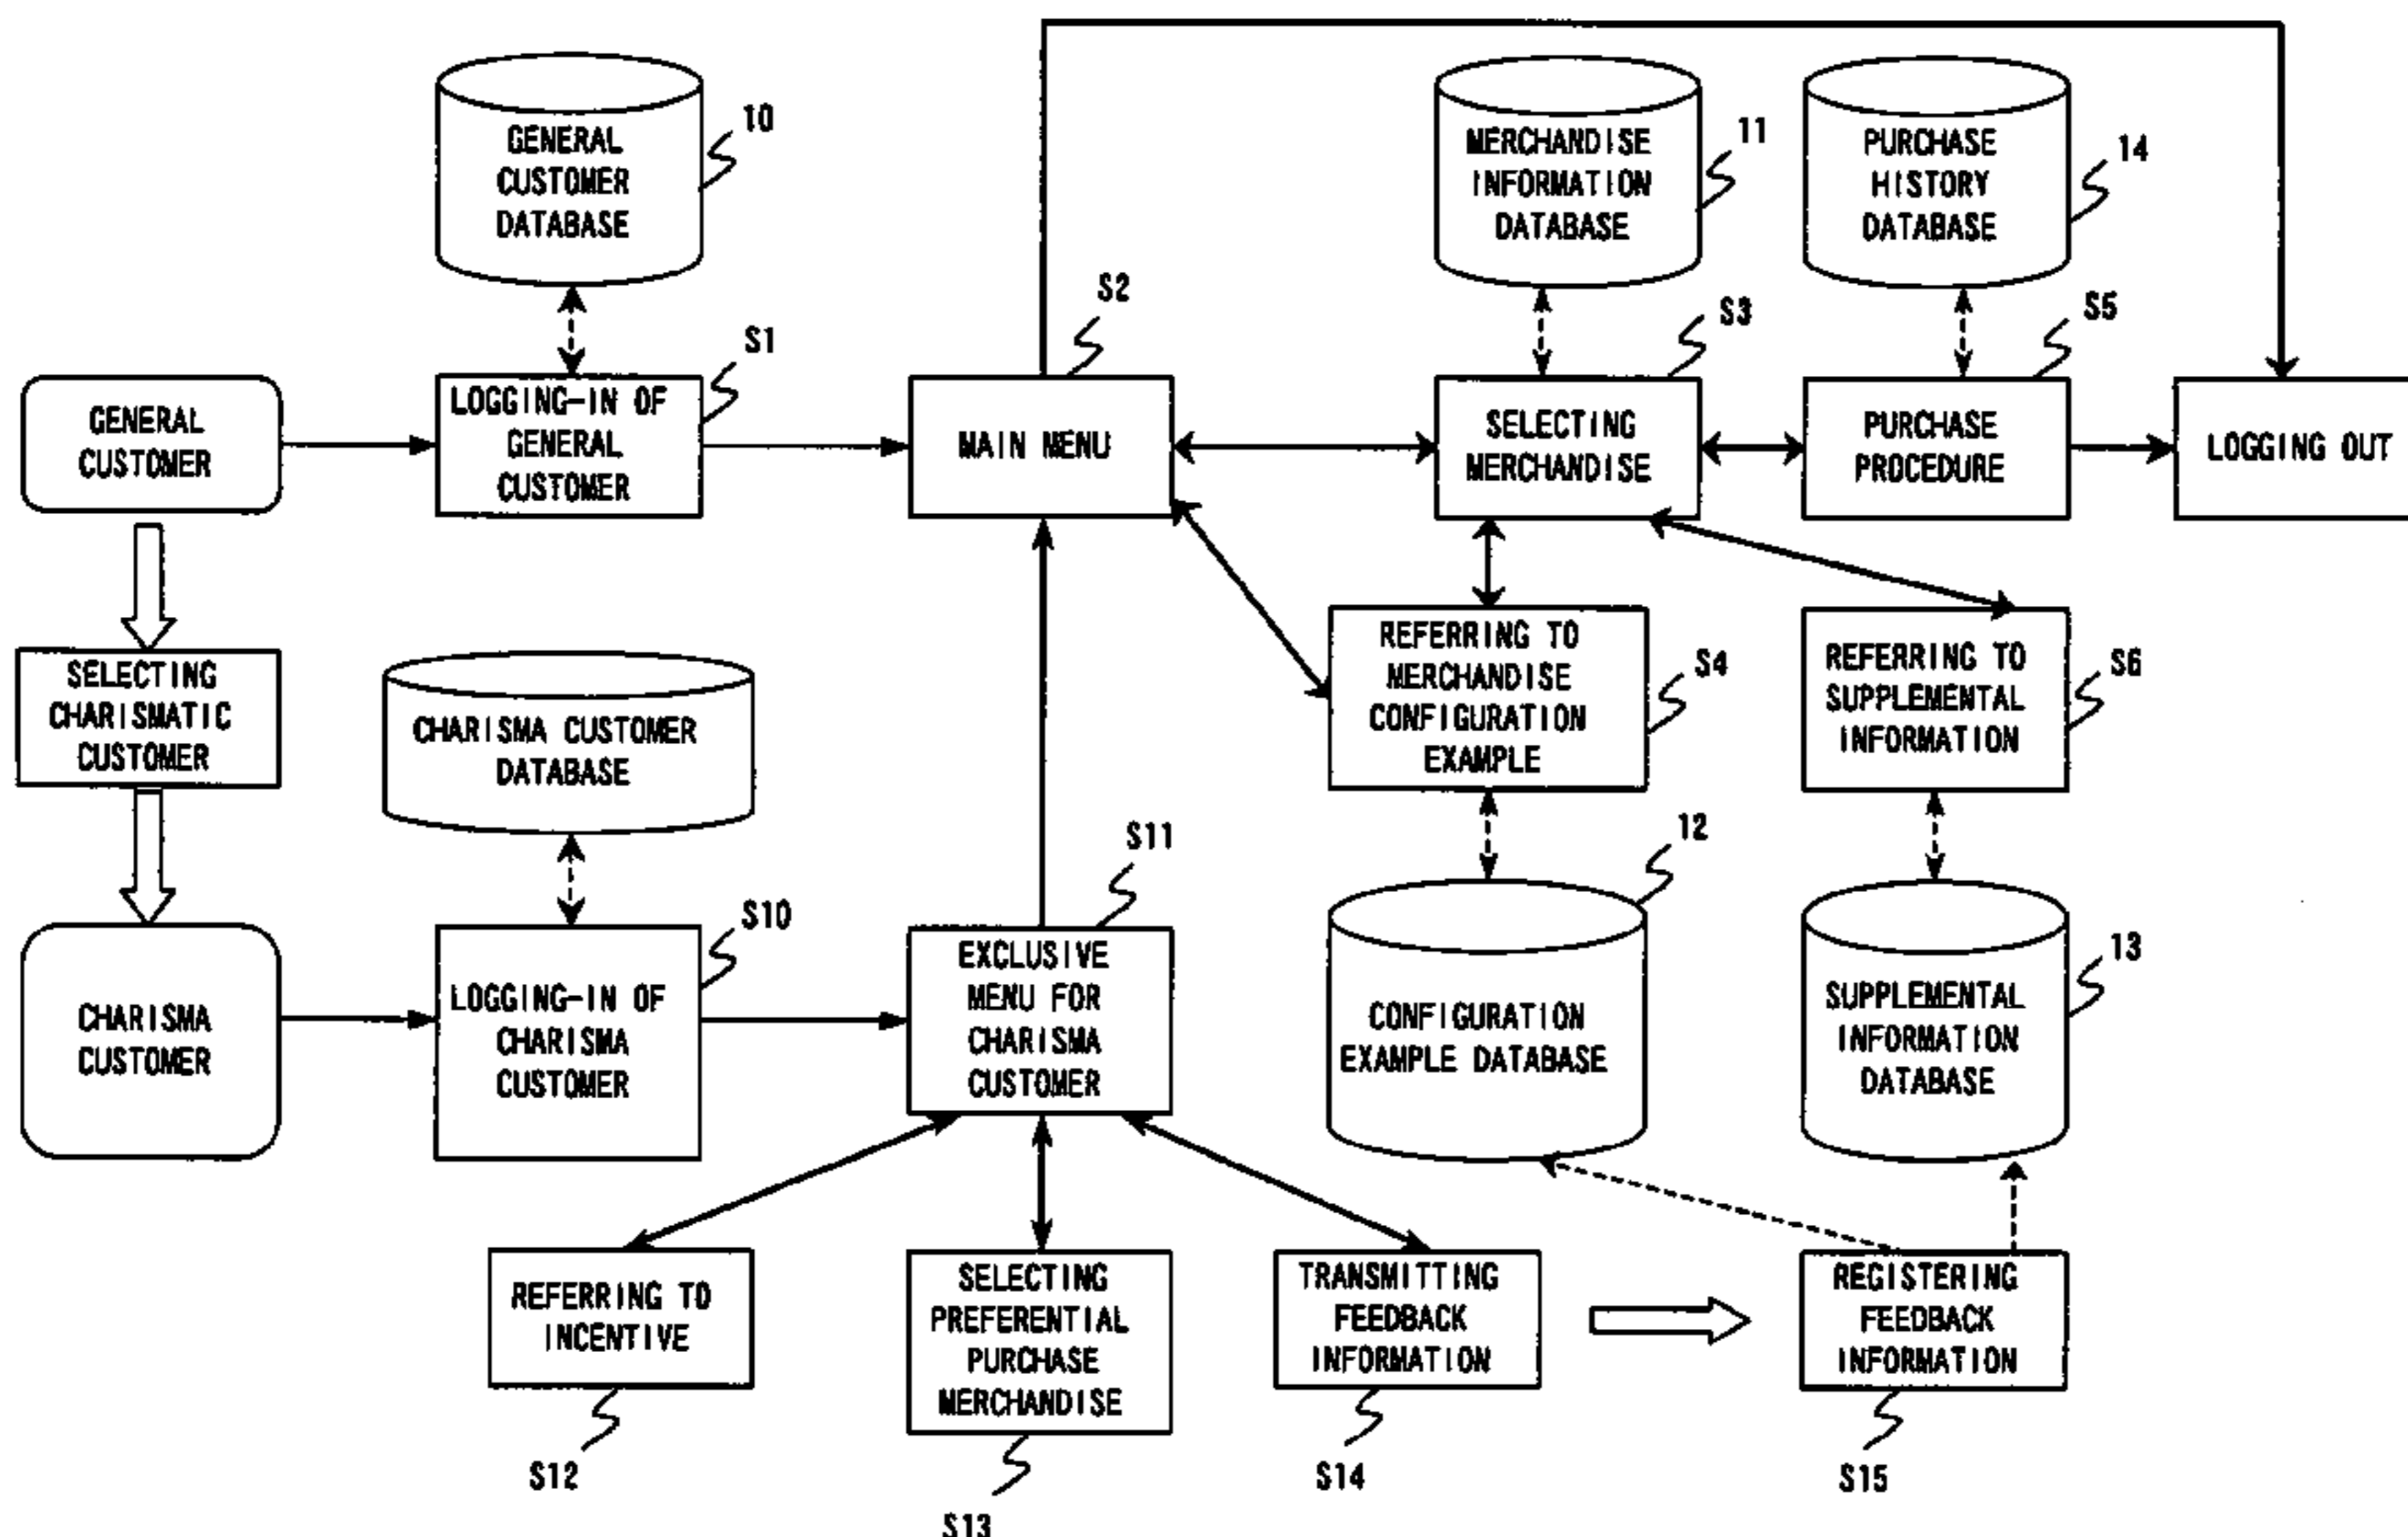 10
GENERAL
CUSTOMER
DATABASE
11
MERCHANDISE
INFORMATION
DATABASE
14
PURCHASE
HISTORY
DATABASE
S2
S3
S5
S1
GENERAL
CUSTOMER
LOGGING-IN OF
GENERAL
CUSTOMER
MAIN MENU
SELECTING
MERCHANDISE
PURCHASE
PROCEDURE
LOGGING OUT
SELECTING
CHARISMATIC
CUSTOMER
CHARISMA CUSTOMER
DATABASE
REFERRING TO
MERCHANDISE
CONFIGURATION
EXAMPLE
S4
REFERRING TO
SUPPLEMENTAL
INFORMATION
S6
S11
12
S10
13
CHARISMA
CUSTOMER
LOGGING-IN OF
CHARISMA
CUSTOMER
EXCLUSIVE
MENU FOR
CHARISMA
CUSTOMER
CONFIGURATION
EXAMPLE DATABASE
SUPPLEMENTAL
INFORMATION
DATABASE
REFERRING TO
INCENTIVE
SELECTING
PREFERENTIAL
PURCHASE
MERCHANDISE
TRANSMITTING
FEEDBACK
INFORMATION
REGISTERING
FEEDBACK
INFORMATION
S12
S13
S14
S15